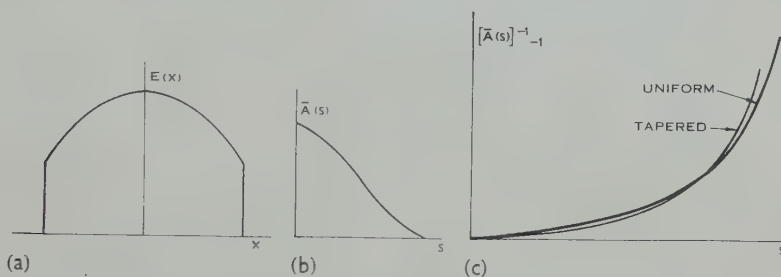 E(X)
X
(a)
Ā(S)
S
(b)
[Ā(S)]⁻¹-1
UNIFORM
TAPERED
S
(c)